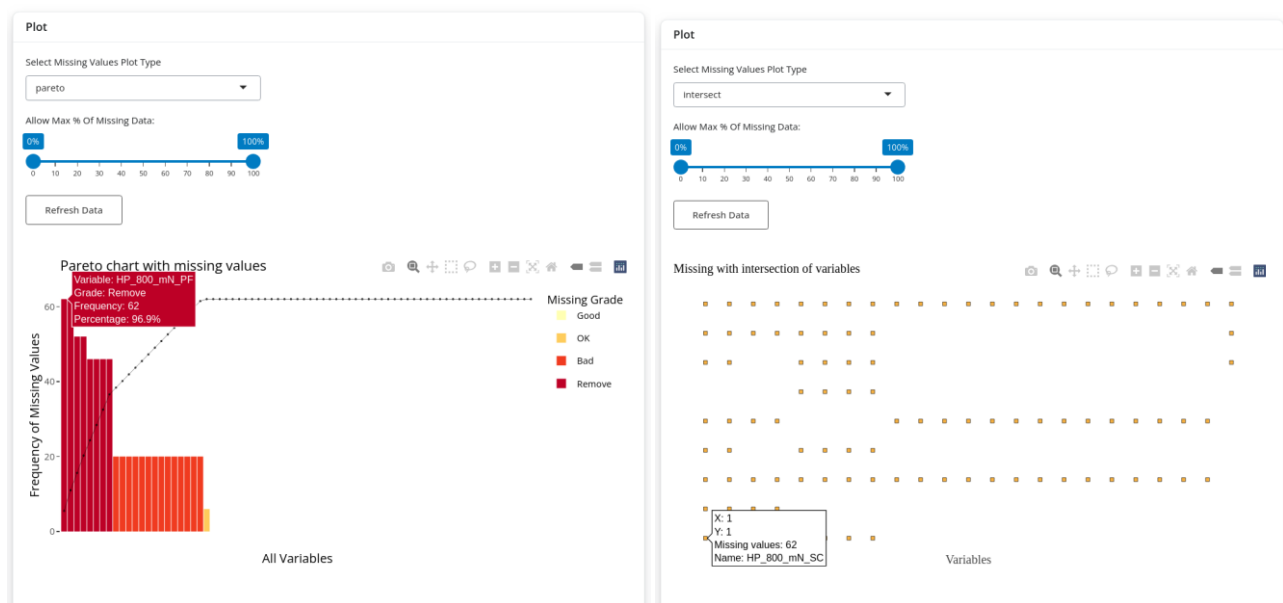 Plot
Select Missing Values Plot Type
pareto
Allow Max % Of Missing Data:
0% 100%
0 10 20 30 40 50 60 70 80 90 100
Refresh Data
Pareto chart with missing values
Variable: HP_800_mN_PF
Grade: Remove
Frequency: 62
Percentage: 96.9%
Missing Grade
Good
OK
Bad
Remove
Frequency of Missing Values
60
40
20
0
All Variables
Plot
Select Missing Values Plot Type
intersect
Allow Max % Of Missing Data:
0% 100%
0 10 20 30 40 50 60 70 80 90 100
Refresh Data
Missing with intersection of variables
X: 1
Y: 1
Missing values: 62
Name: HP_800_mN_SC
Variables